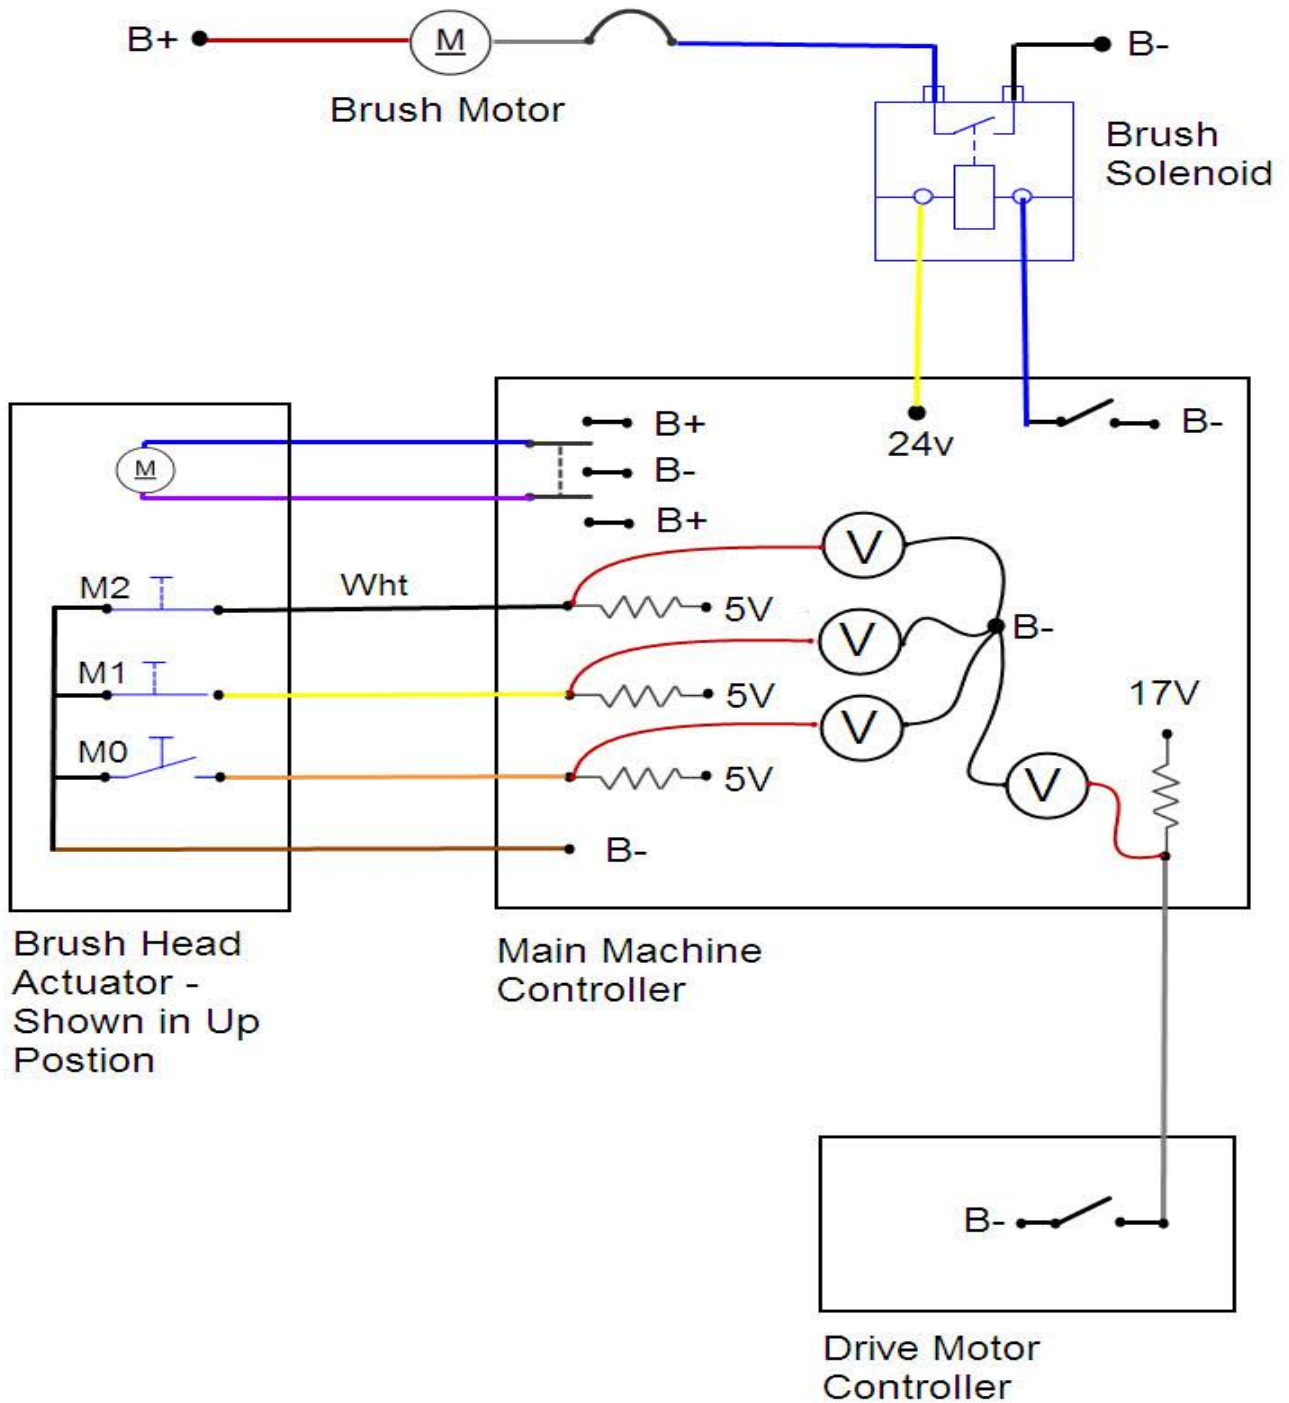 B+
M
B-
Brush Motor
Brush
Solenoid
B+
24v
B-
M
B-
B+
V
M2
Wht
5V
V
B-
M1
5V
17V
V
M0
5V
V
B-
Brush Head
Actuator -
Shown in Up
Postion
Main Machine
Controller
B-
Drive Motor
Controller